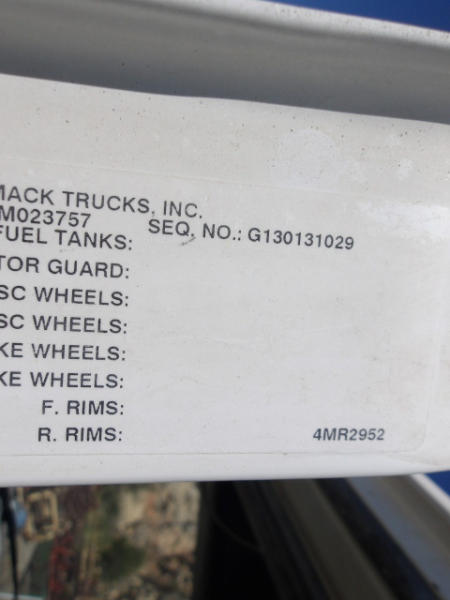 MACK TRUCKS, INC.
M023757 SEQ. NO.: G130131029
FUEL TANKS:
TOR GUARD:
SC WHEELS:
SC WHEELS:
KE WHEELS:
KE WHEELS:
F. RIMS:
R. RIMS: 4MR2952